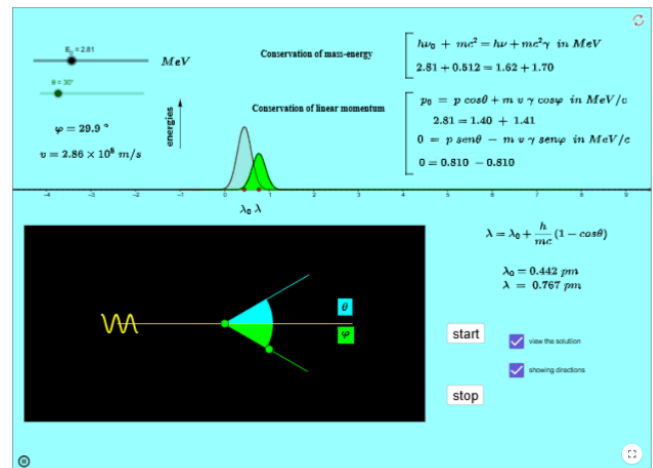 E₀ = 2.81
MeV
θ = 30°
φ = 29.9 °
υ = 2.86 × 10⁸ m/s
energies
Conservation of mass-energy
hν₀ + mc² = hν + mc²γ in MeV
2.81 + 0.512 = 1.62 + 1.70
Conservation of linear momentum
p₀ = p cosθ + m υ γ cosφ in MeV/c
2.81 = 1.40 + 1.41
0 = p senθ − m υ γ senφ in MeV/c
0 = 0.810 − 0.810
-4 -3 -2 -1 0 1 2 3 4 5 6 7 8 9
λ₀ λ
λ = λ₀ + h/mc (1 − cosθ)
λ₀ = 0.442 pm
λ = 0.767 pm
θ
φ
start
view the solution
showing directions
stop